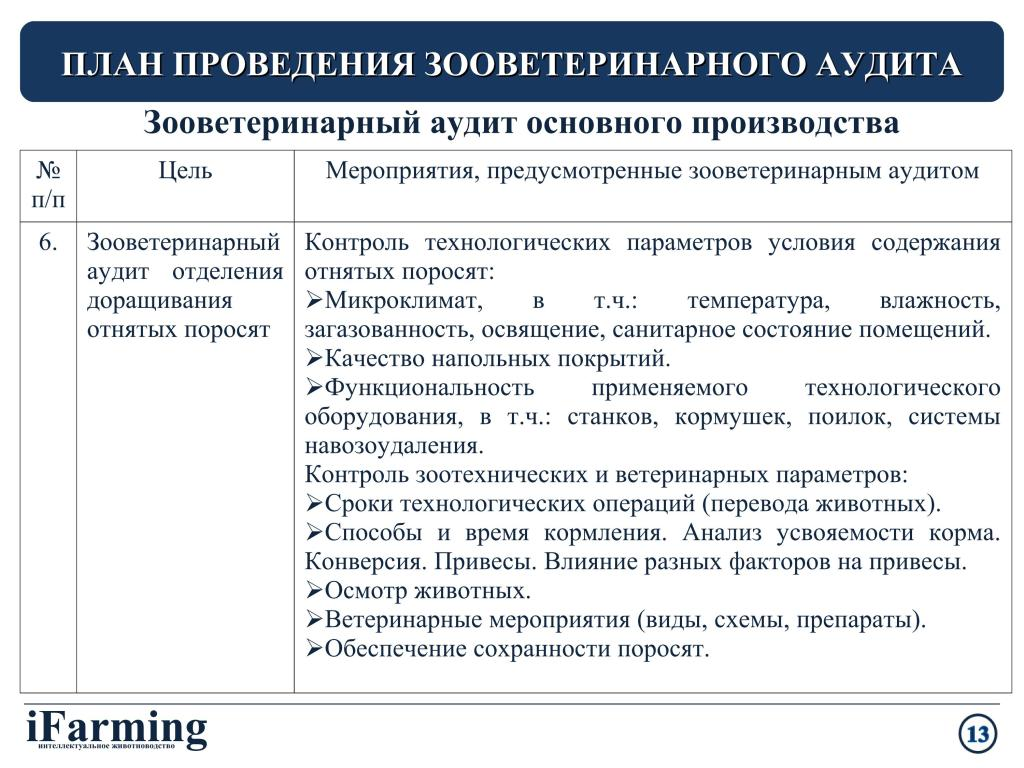 ПЛАН ПРОВЕДЕНИЯ ЗООВЕТЕРИНАРНОГО АУДИТА
Зооветеринарный аудит основного производства
№
п/п
Цель
Мероприятия, предусмотренные зооветеринарным аудитом
6.
Зооветеринарный
аудит отделения
доращивания
отнятых поросят
Контроль технологических параметров условия содержания
отнятых поросят:
➢Микроклимат, в т.ч.: температура, влажность,
загазованность, освящение, санитарное состояние помещений.
➢Качество напольных покрытий.
➢Функциональность применяемого технологического
оборудования, в т.ч.: станков, кормушек, поилок, системы
навозоудаления.
Контроль зоотехнических и ветеринарных параметров:
➢Сроки технологических операций (перевода животных).
➢Способы и время кормления. Анализ усвояемости корма.
Конверсия. Привесы. Влияние разных факторов на привесы.
➢Осмотр животных.
➢Ветеринарные мероприятия (виды, схемы, препараты).
➢Обеспечение сохранности поросят.
iFarming
интеллектуальное животноводство
13